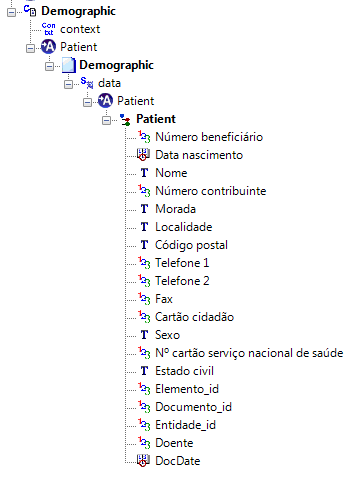 Demographic
context
Patient
Demographic
data
Patient
Patient
Número beneficiário
Data nascimento
Nome
Número contribuinte
Morada
Localidade
Código postal
Telefone 1
Telefone 2
Fax
Cartão cidadão
Sexo
Nº cartão serviço nacional de saúde
Estado civil
Elemento_id
Documento_id
Entidade_id
Doente
DocDate